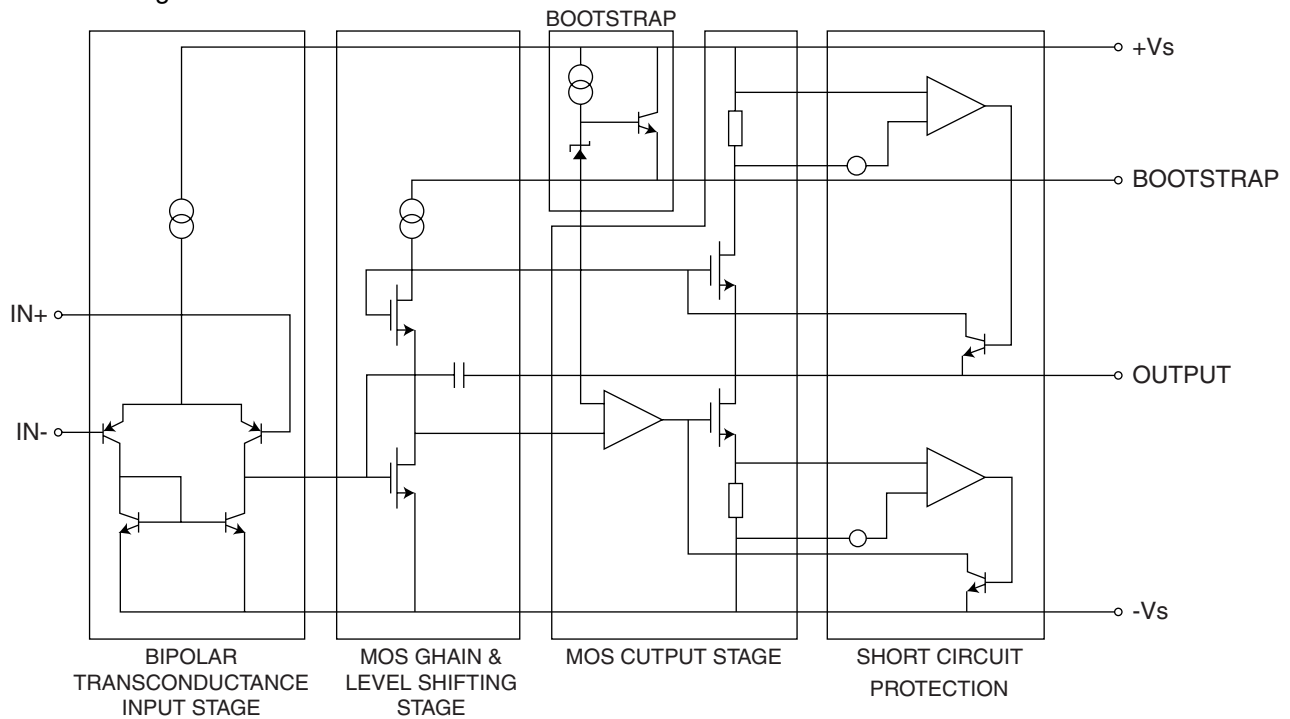 BOOTSTRAP
+Vs
BOOTSTRAP
IN+
OUTPUT
IN-
-Vs
BIPOLAR
TRANSCONDUCTANCE
INPUT STAGE
MOS GHAIN &
LEVEL SHIFTING
STAGE
MOS CUTPUT STAGE
SHORT CIRCUIT
PROTECTION